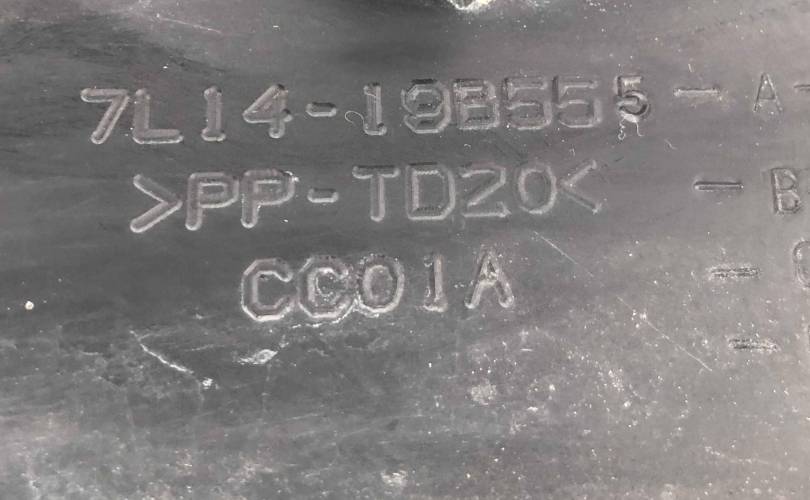 7L14-19B555-A-
>PP-TD20< -B
CC01A -
-